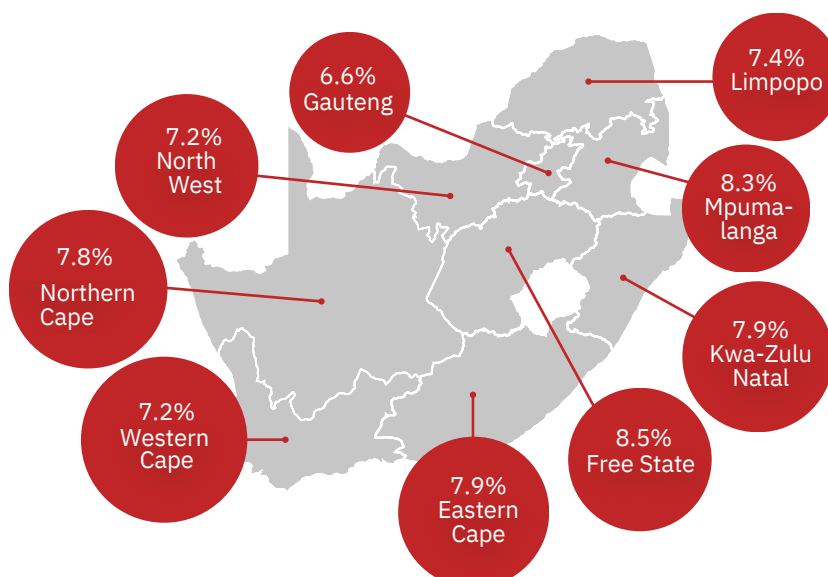 7.4%
Limpopo
6.6%
Gauteng
7.2%
North
West
8.3%
Mpuma-
langa
7.8%
Northern
Cape
7.9%
Kwa-Zulu
Natal
7.2%
Western
Cape
8.5%
Free State
7.9%
Eastern
Cape